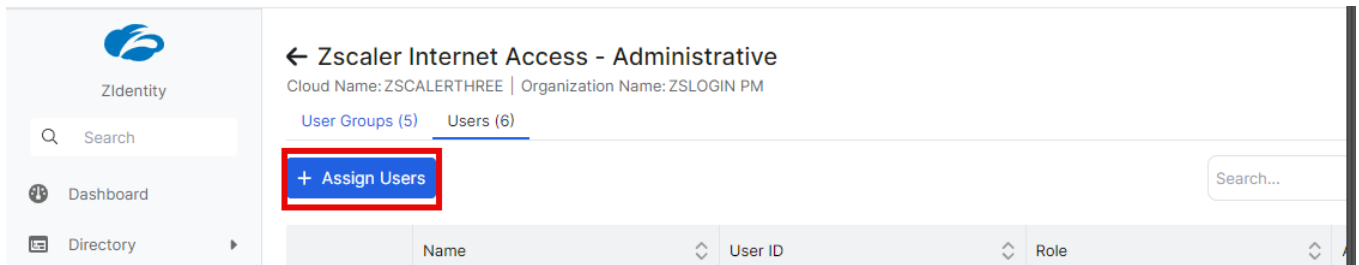 ZIdentity
Search
Dashboard
Directory
Zscaler Internet Access - Administrative
Cloud Name: ZSCALERTHREE | Organization Name: ZSLOGIN PM
User Groups (5) Users (6)
+ Assign Users
Search...
Name User ID Role